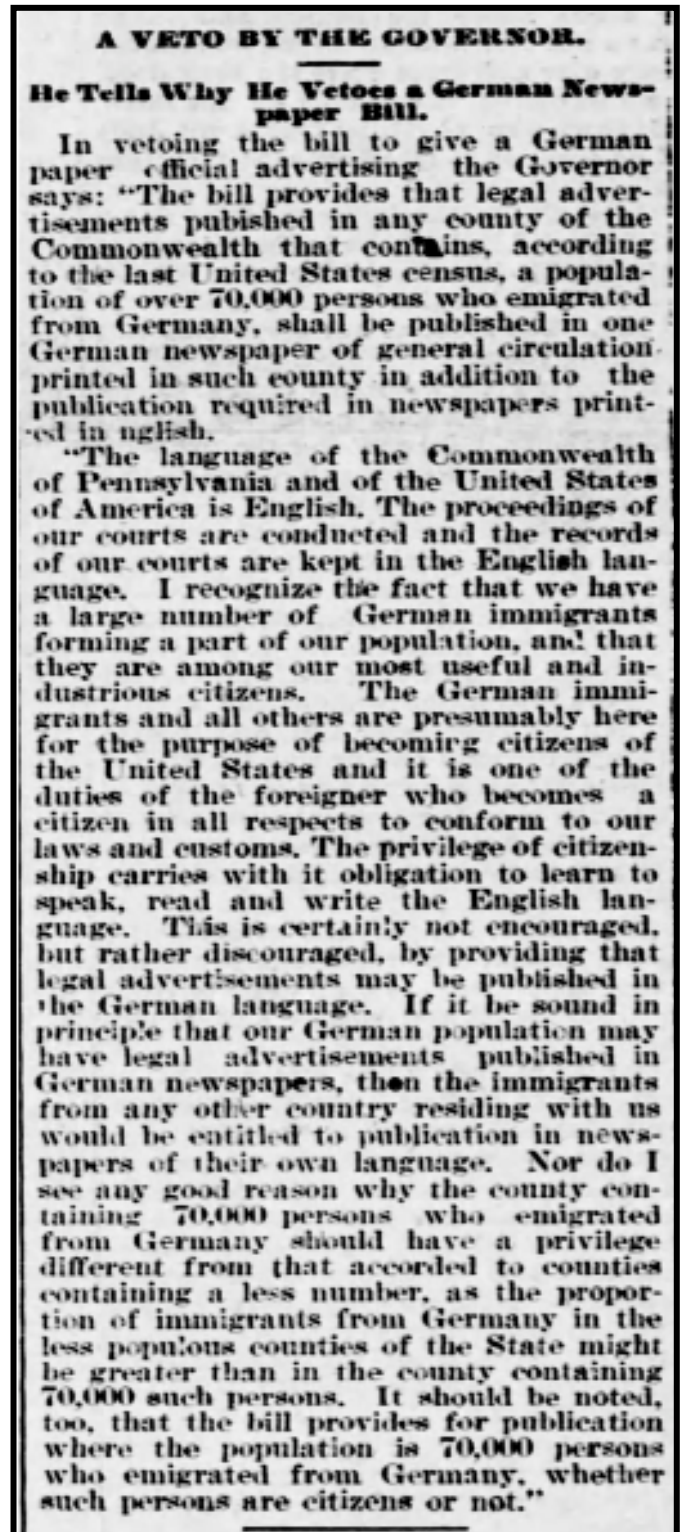 A VETO BY THE GOVERNOR.
He Tells Why He Vetoes a German News-
paper Bill.
In vetoing the bill to give a German
paper official advertising the Governor
says: "The bill provides that legal adver-
tisements pubished in any county of the
Commonwealth that contains, according
to the last United States census, a popula-
tion of over 70,000 persons who emigrated
from Germany, shall be published in one
German newspaper of general circulation
printed in such county in addition to the
publication required in newspapers print-
ed in nglish.
"The language of the Commonwealth
of Pennsylvania and of the United States
of America is English. The proceedings of
our courts are conducted and the records
of our courts are kept in the English lan-
guage. I recognize the fact that we have
a large number of German immigrants
forming a part of our population, and that
they are among our most useful and in-
dustrious citizens. The German immi-
grants and all others are presumably here
for the purpose of becoming citizens of
the United States and it is one of the
duties of the foreigner who becomes a
citizen in all respects to conform to our
laws and customs. The privilege of citizen-
ship carries with it obligation to learn to
speak, read and write the English lan-
guage. This is certainly not encouraged,
but rather discouraged, by providing that
legal advertisements may be published in
the German language. If it be sound in
principle that our German population may
have legal advertisements published in
German newspapers, then the immigrants
from any other country residing with us
would be entitled to publication in news-
papers of their own language. Nor do I
see any good reason why the county con-
taining 70,000 persons who emigrated
from Germany should have a privilege
different from that accorded to counties
containing a less number, as the propor-
tion of immigrants from Germany in the
less populous counties of the State might
be greater than in the county containing
70,000 such persons. It should be noted,
too, that the bill provides for publication
where the population is 70,000 persons
who emigrated from Germany, whether
such persons are citizens or not."